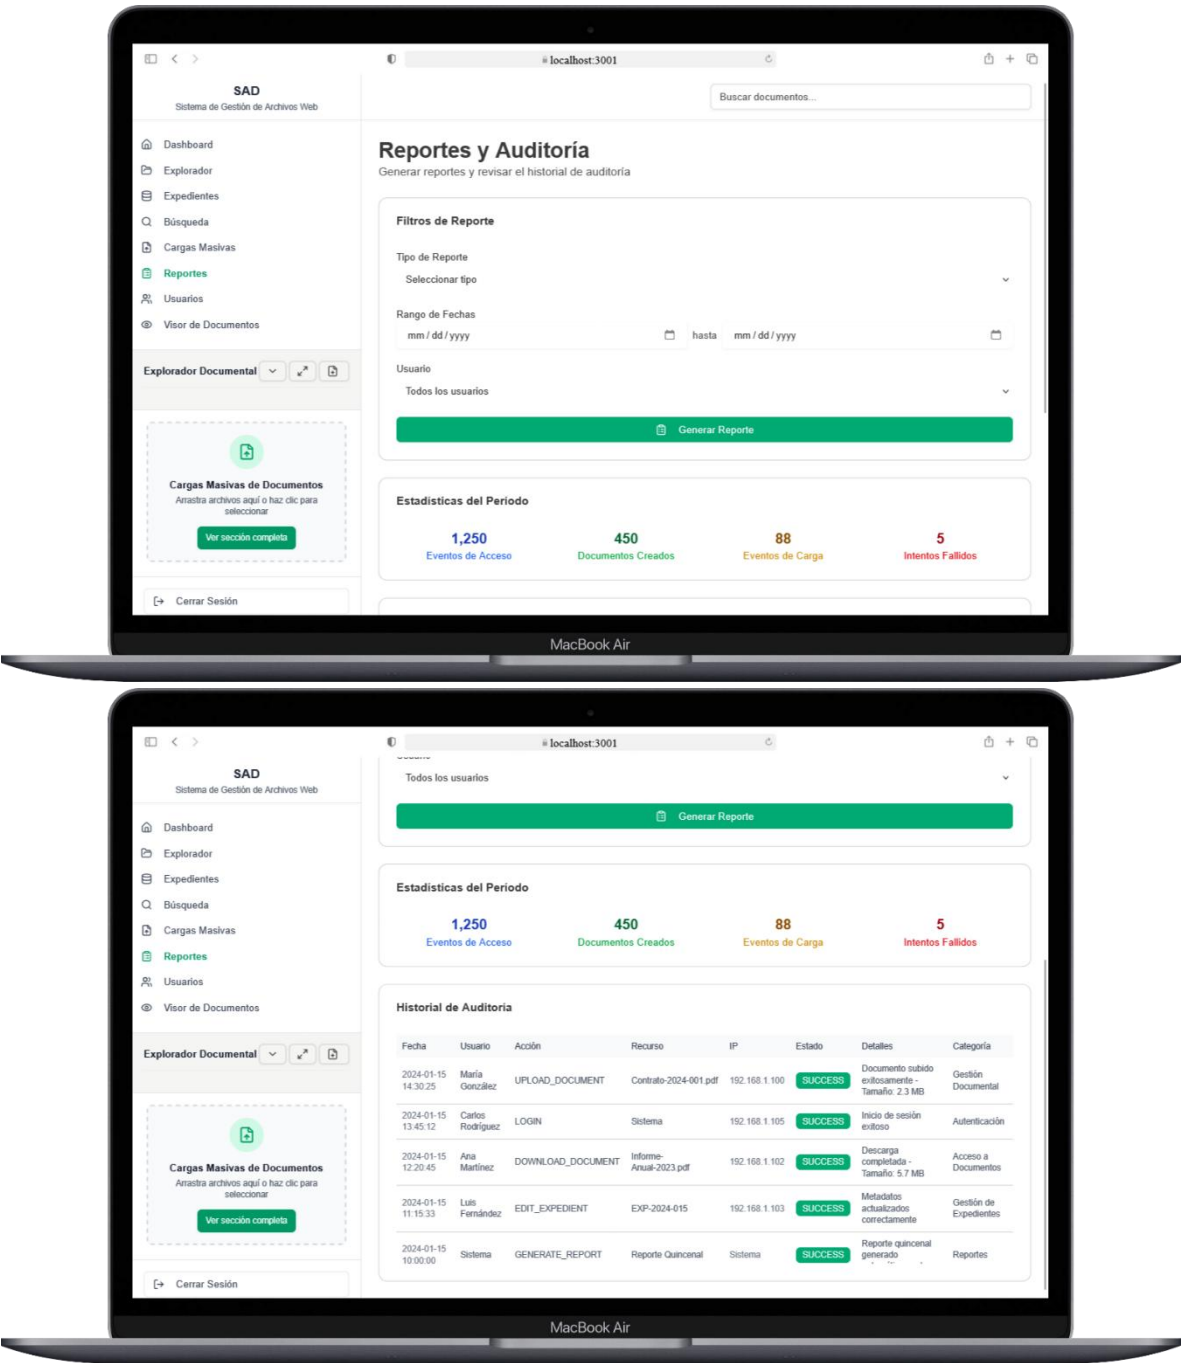 localhost:3001
SAD
Sistema de Gestión de Archivos Web
Buscar documentos...
Dashboard
Explorador
Expedientes
Búsqueda
Cargas Masivas
Reportes
Usuarios
Visor de Documentos
Explorador Documental
Cargas Masivas de Documentos
Arrastra archivos aquí o haz clic para
seleccionar
Ver sección completa
Cerrar Sesión
Reportes y Auditoría
Generar reportes y revisar el historial de auditoría
Filtros de Reporte
Tipo de Reporte
Seleccionar tipo
Rango de Fechas
mm / dd / yyyy hasta mm / dd / yyyy
Usuario
Todos los usuarios
Generar Reporte
Estadísticas del Periodo
1,250 450 88 5
Eventos de Acceso Documentos Creados Eventos de Carga Intentos Fallidos
MacBook Air
localhost:3001
SAD
Sistema de Gestión de Archivos Web
Dashboard
Explorador
Expedientes
Búsqueda
Cargas Masivas
Reportes
Usuarios
Visor de Documentos
Explorador Documental
Cargas Masivas de Documentos
Arrastra archivos aquí o haz clic para
seleccionar
Ver sección completa
Cerrar Sesión
Todos los usuarios
Generar Reporte
Estadísticas del Periodo
1,250 450 88 5
Eventos de Acceso Documentos Creados Eventos de Carga Intentos Fallidos
Historial de Auditoría
Fecha Usuario Acción Recurso IP Estado Detalles Categoría
2024-01-15 14:30:25 María González UPLOAD_DOCUMENT Contrato-2024-001.pdf 192.168.1.100 SUCCESS Documento subido exitosamente - Tamaño: 2.3 MB Gestión Documental
2024-01-15 13:45:12 Carlos Rodríguez LOGIN Sistema 192.168.1.105 SUCCESS Inicio de sesión exitoso Autenticación
2024-01-15 12:20:45 Ana Martínez DOWNLOAD_DOCUMENT Informe-Anual-2023.pdf 192.168.1.102 SUCCESS Descarga completada - Tamaño: 5.7 MB Acceso a Documentos
2024-01-15 11:15:33 Luis Fernández EDIT_EXPEDIENT EXP-2024-015 192.168.1.103 SUCCESS Metadatos actualizados correctamente Gestión de Expedientes
2024-01-15 10:00:00 Sistema GENERATE_REPORT Reporte Quincenal Sistema SUCCESS Reporte quincenal generado Reportes
MacBook Air